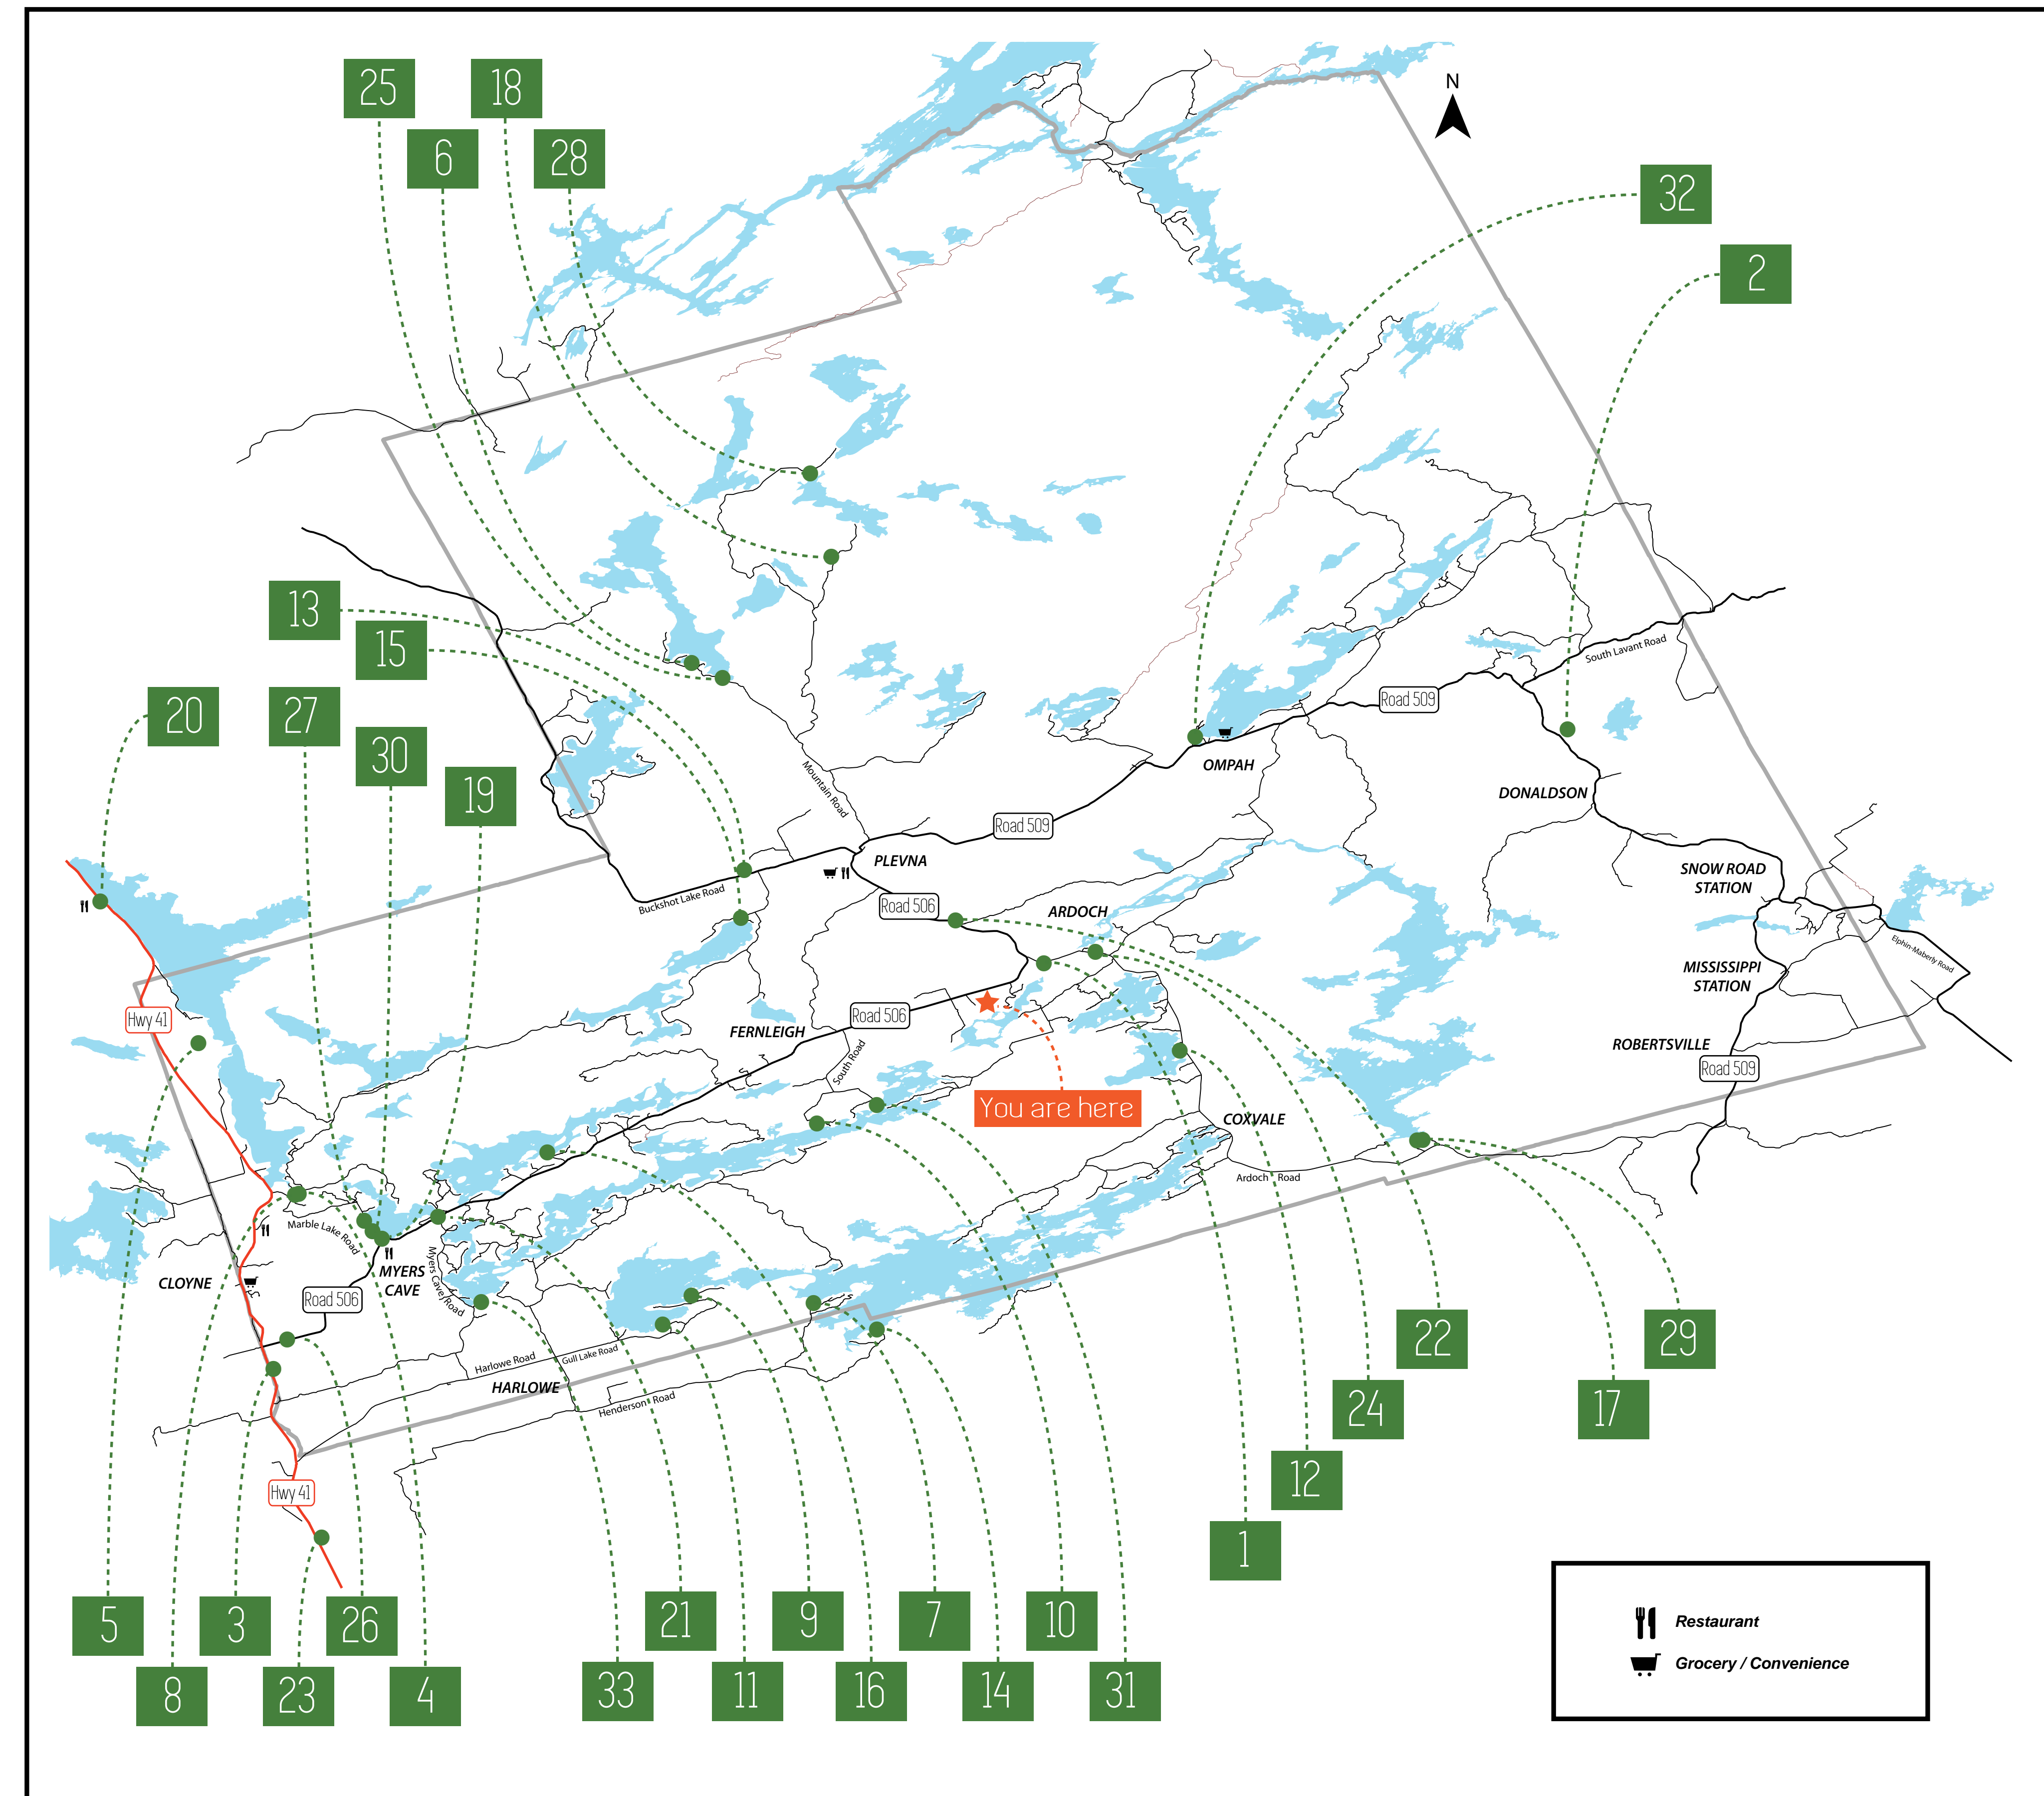 25
18
N
6
28
32
2
13
15
South Lavant Road
20
27
Road 509
30
OMPAH
Mountain Road
19
DONALDSON
Road 509
PLEVNA
SNOW ROAD
STATION
Buckshot Lake Road
Road 506
ARDOCH
Elphin-Maberly Road
MISSISSIPPI
STATION
Hwy 41
Road 506
FERNLEIGH
ROBERTSVILLE
South Road
Road 509
You are here
COXVALE
Ardoch Road
Marble Lake Road
CLOYNE
MYERS
CAVE
Myers Cave Road
Road 506
22
29
Gull Lake Road
Harlowe Road
HARLOWE
Henderson Road
24
17
Hwy 41
12
1
5
3
26
21
9
7
10
Restaurant
Grocery / Convenience
8
23
4
33
11
16
14
31